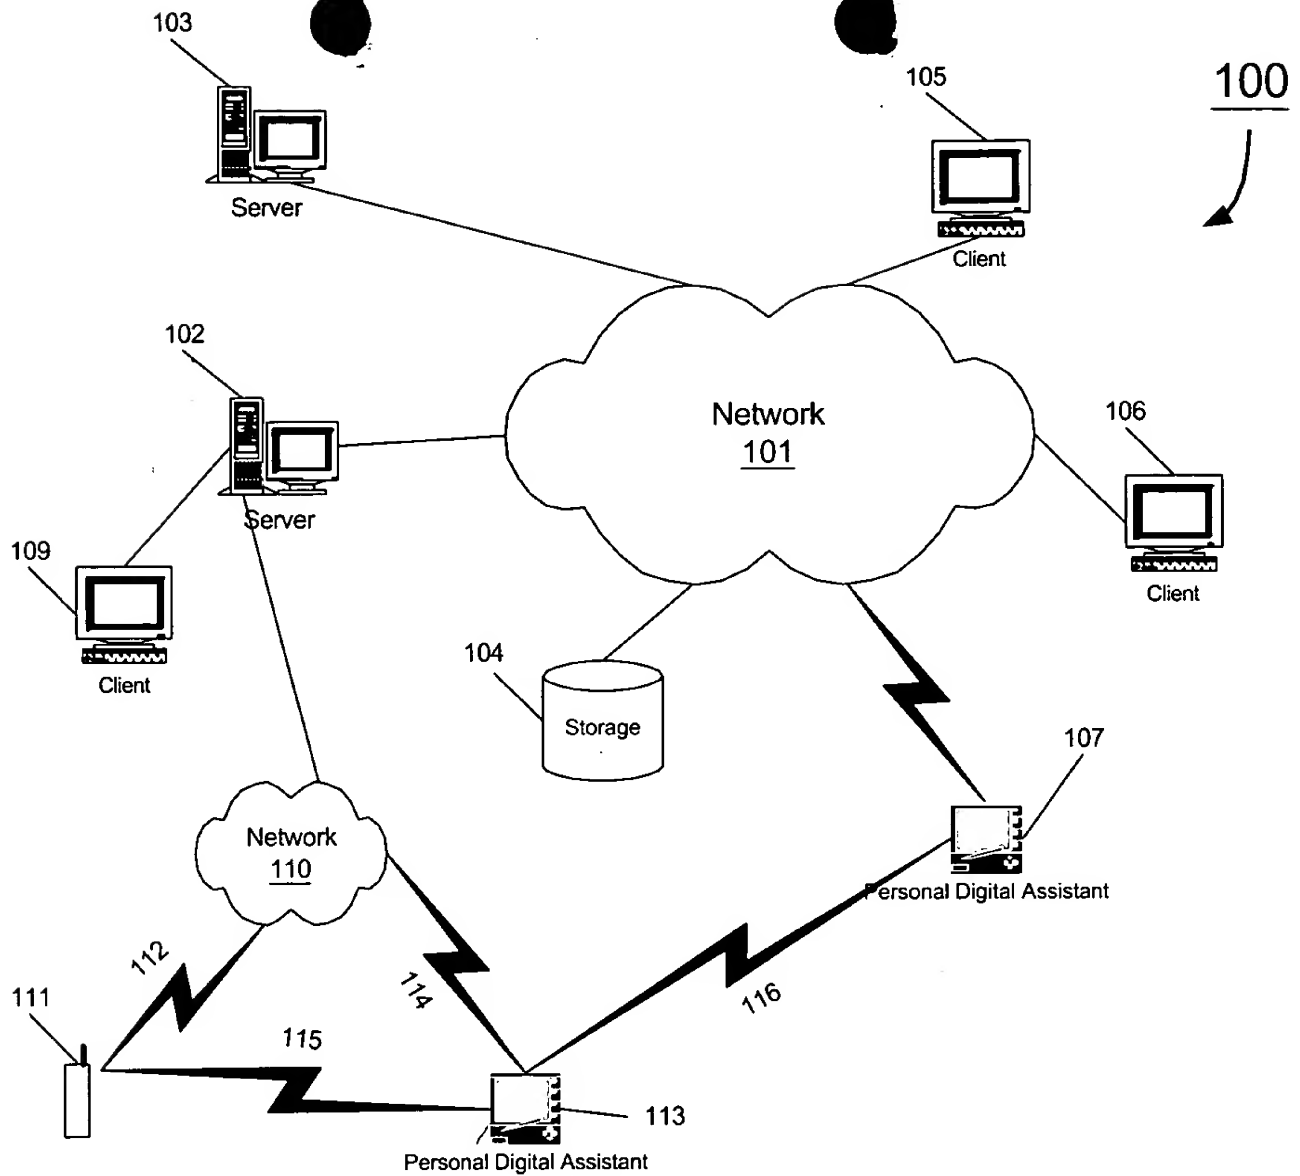 103
105
100
Server
Client
102
Network
101
106
Server
109
Client
104
Client
Storage
107
Network
110
Personal Digital Assistant
112
114
116
111
115
113
Personal Digital Assistant